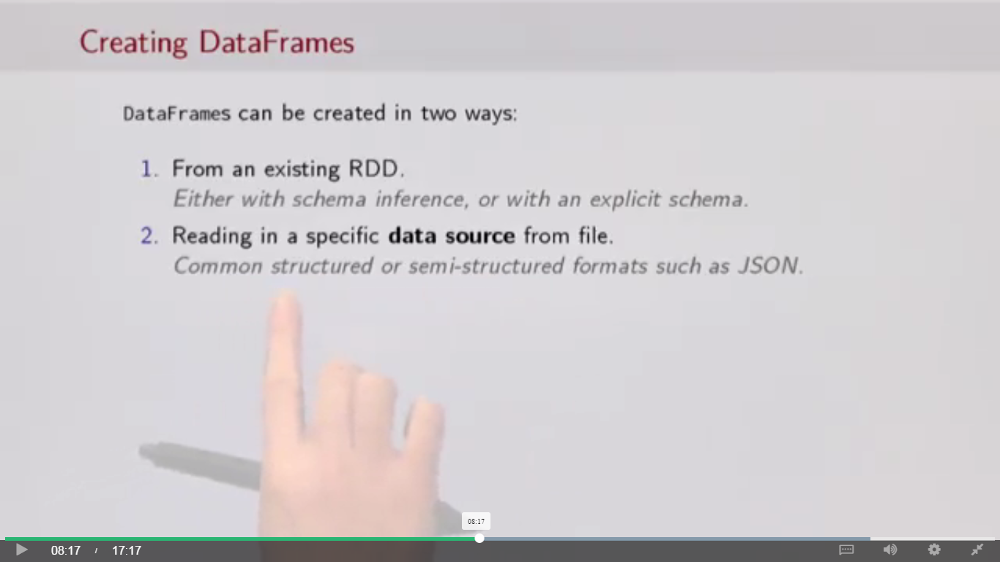 Creating DataFrames
DataFrames can be created in two ways:
1. From an existing RDD.
Either with schema inference, or with an explicit schema.
2. Reading in a specific data source from file.
Common structured or semi-structured formats such as JSON.
08:17
08:17 / 17:17